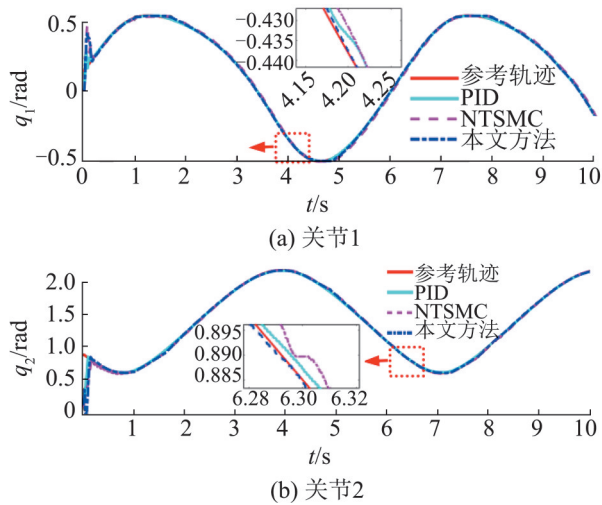 0.5
0
−0.5
q₁/rad
−0.430
−0.435
−0.440
4.15
4.20
4.25
参考轨迹
PID
NTSMC
本文方法
0 1 2 3 4 5 6 7 8 9 10
t/s
(a) 关节1
2.0
1.5
1.0
0.5
0
q₂/rad
0.895
0.890
0.885
6.28 6.30 6.32
参考轨迹
PID
NTSMC
本文方法
1 2 3 4 5 6 7 8 9 10
t/s
(b) 关节2